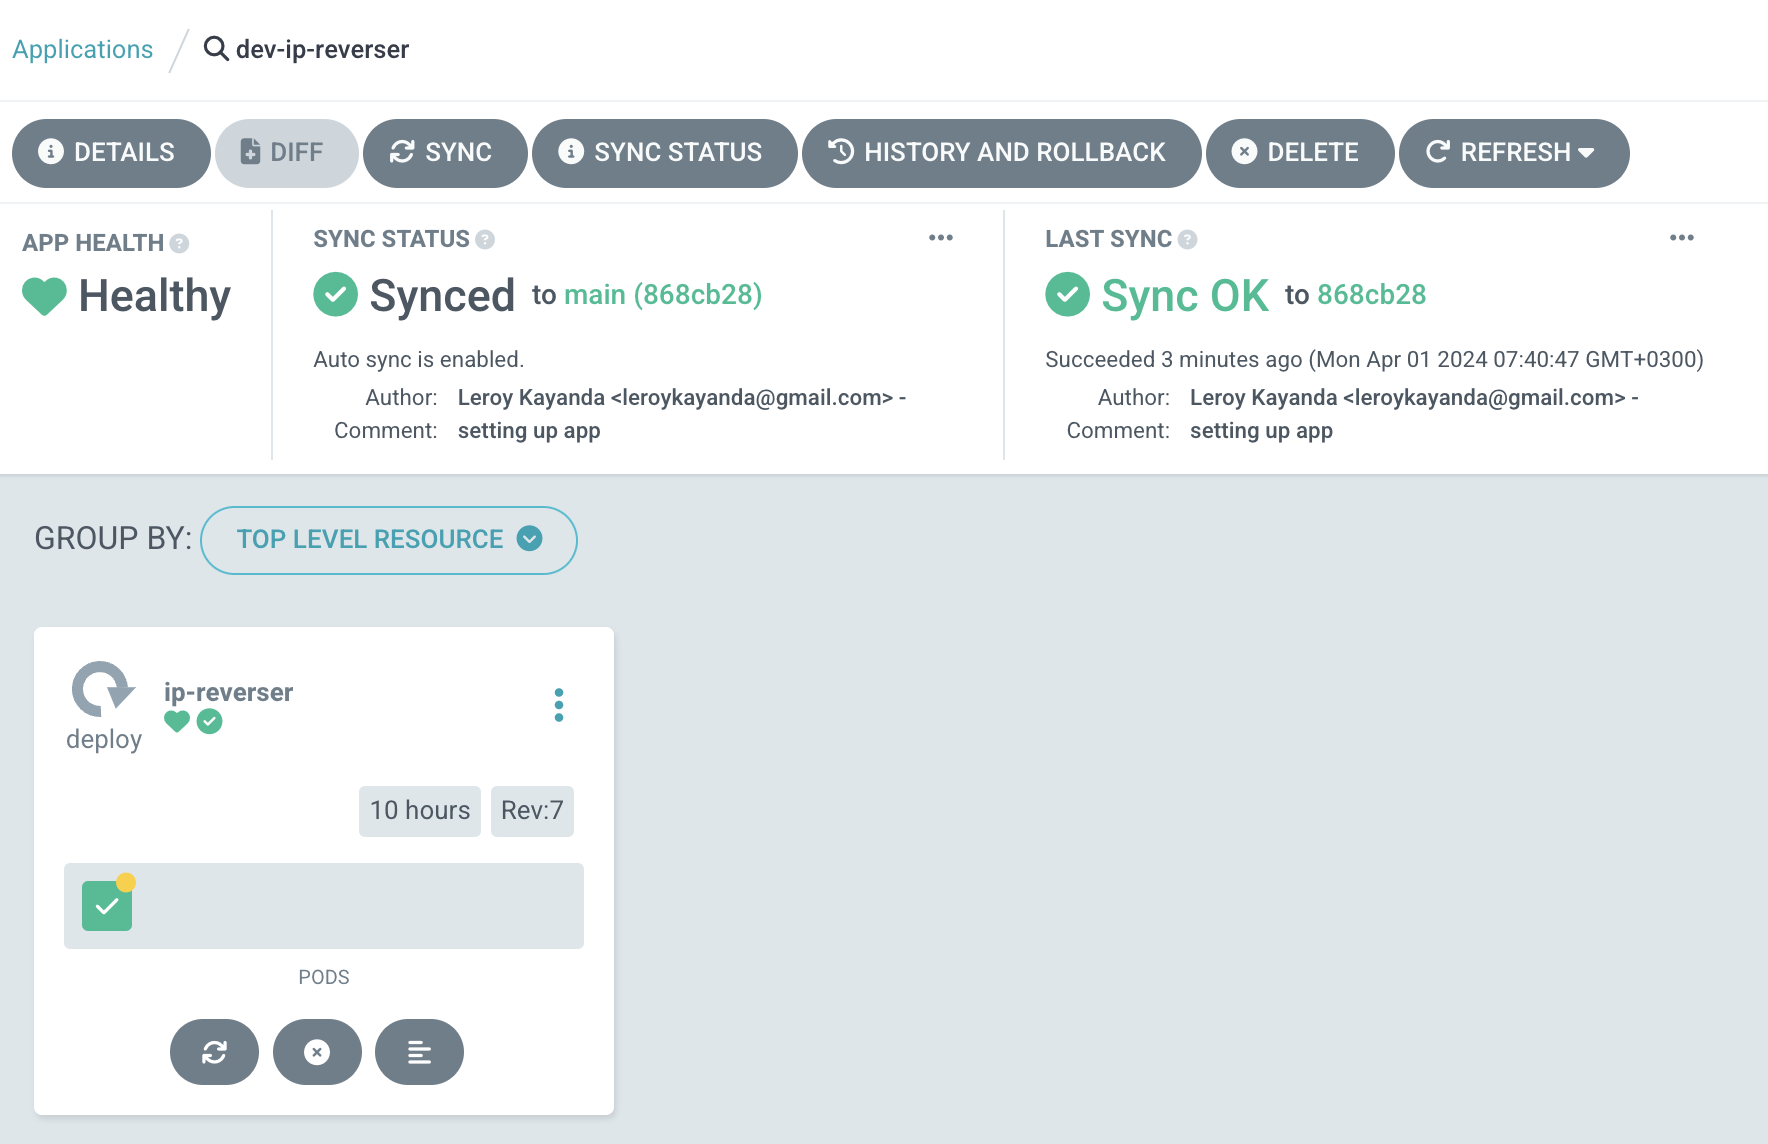 Applications / dev-ip-reverser
DETAILS DIFF SYNC SYNC STATUS HISTORY AND ROLLBACK DELETE REFRESH
APP HEALTH ?
Healthy
SYNC STATUS ?
Synced to main (868cb28)
Auto sync is enabled.
Author: Leroy Kayanda <leroykayanda@gmail.com> -
Comment: setting up app
LAST SYNC ?
Sync OK to 868cb28
Succeeded 3 minutes ago (Mon Apr 01 2024 07:40:47 GMT+0300)
Author: Leroy Kayanda <leroykayanda@gmail.com> -
Comment: setting up app
GROUP BY: TOP LEVEL RESOURCE
ip-reverser
deploy
10 hours Rev:7
PODS